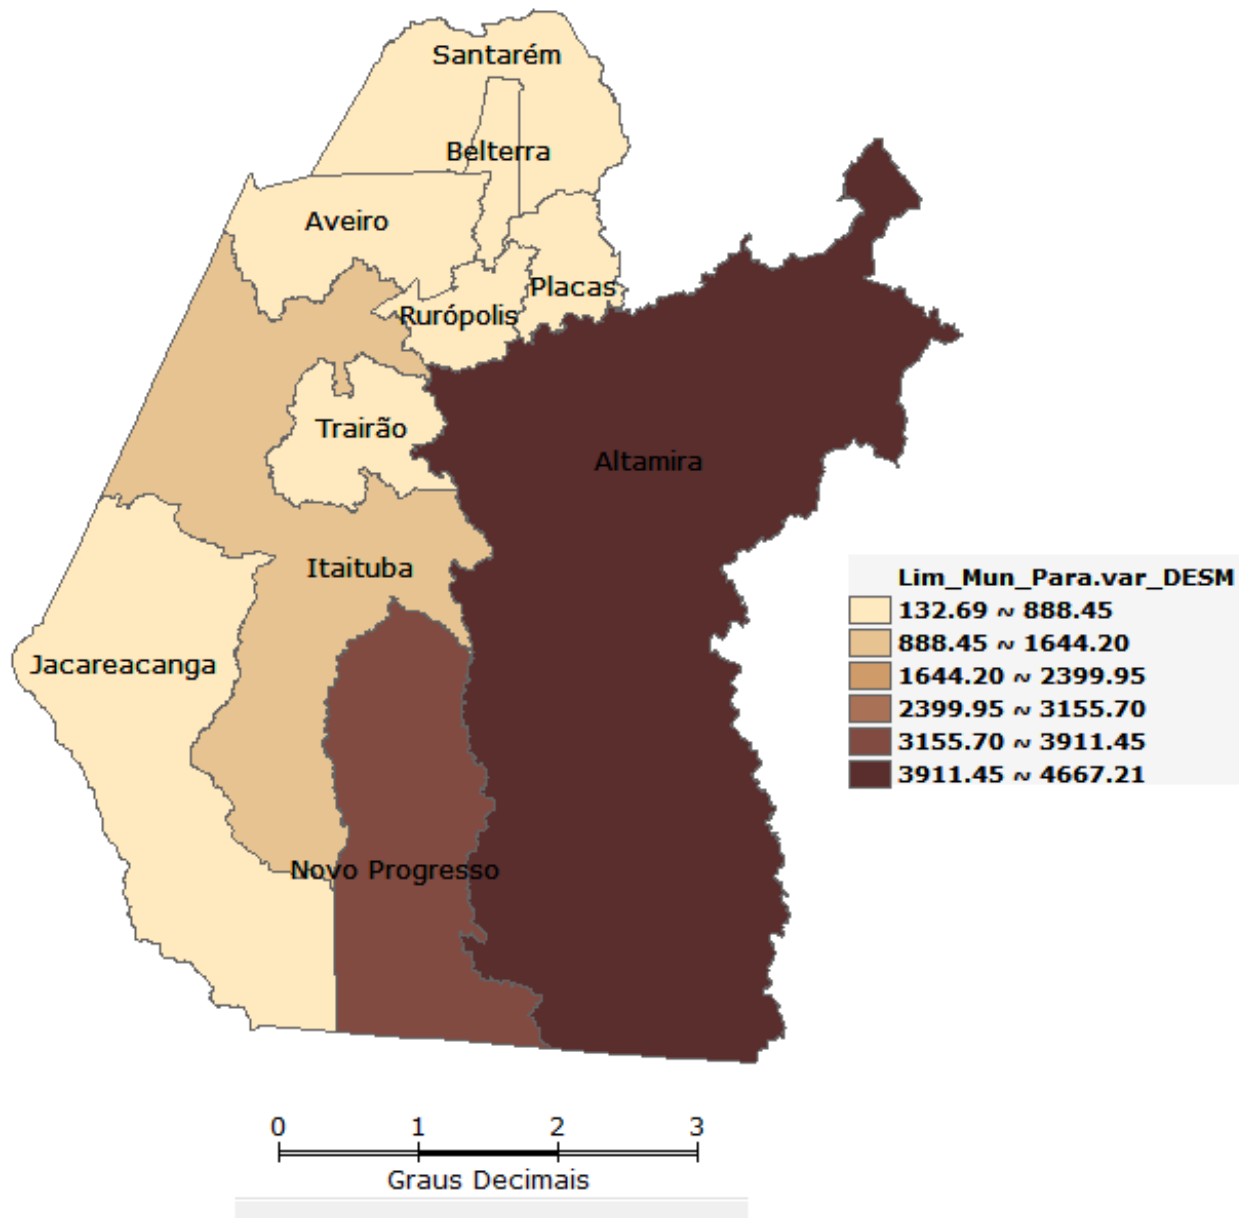 Santarém
Belterra
Aveiro
Placas
Rurópolis
Trairão
Altamira
Itaituba
Jacareacanga
Novo Progresso
Lim_Mun_Para.var_DESM
132.69 ~ 888.45
888.45 ~ 1644.20
1644.20 ~ 2399.95
2399.95 ~ 3155.70
3155.70 ~ 3911.45
3911.45 ~ 4667.21
0 1 2 3
Graus Decimais